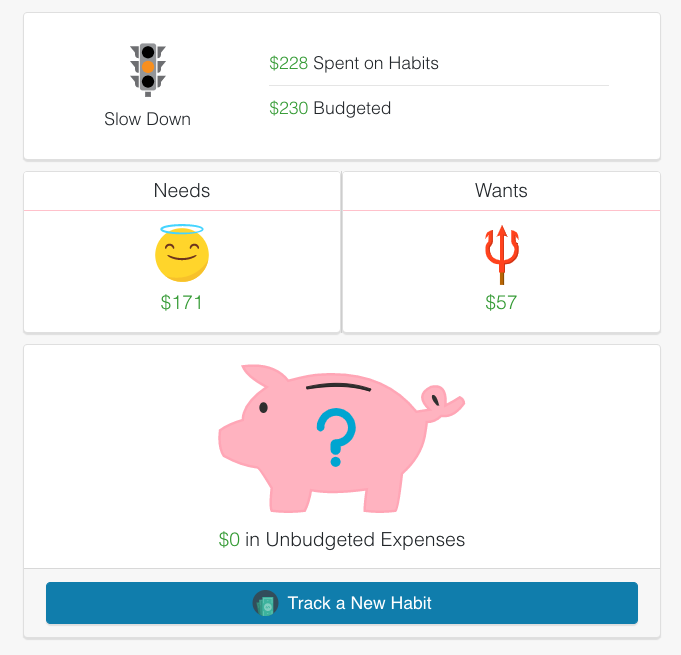 $228 Spent on Habits
Slow Down
$230 Budgeted
Needs
Wants
$171
$57
?
$0 in Unbudgeted Expenses
Track a New Habit